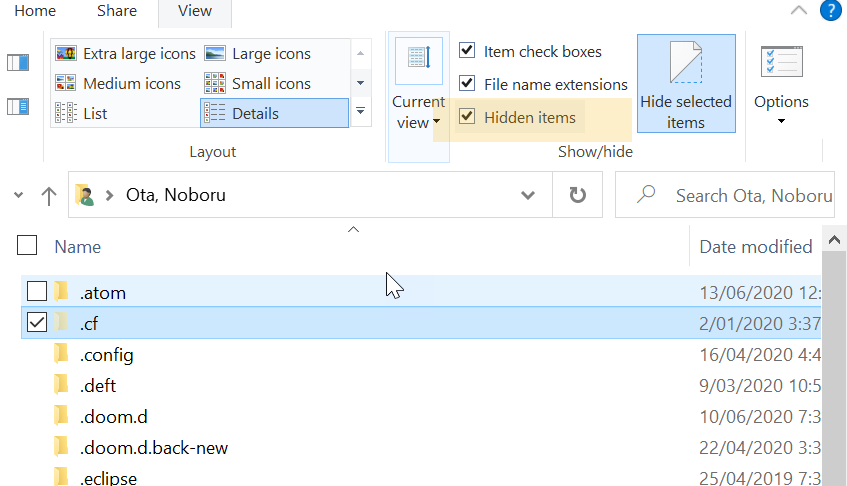 Home Share View ?
Extra large icons Large icons
Medium icons Small icons
List Details
Current view
Item check boxes
File name extensions
Hidden items
Hide selected items
Options
Layout Show/hide
Ota, Noboru Search Ota, Noboru
Name Date modified
.atom 13/06/2020 12:
.cf 2/01/2020 3:37
.config 16/04/2020 4:4
.deft 9/03/2020 10:5
.doom.d 10/06/2020 7:3
.doom.d.back-new 22/04/2020 3:3
.eclipse 25/04/2019 7:3